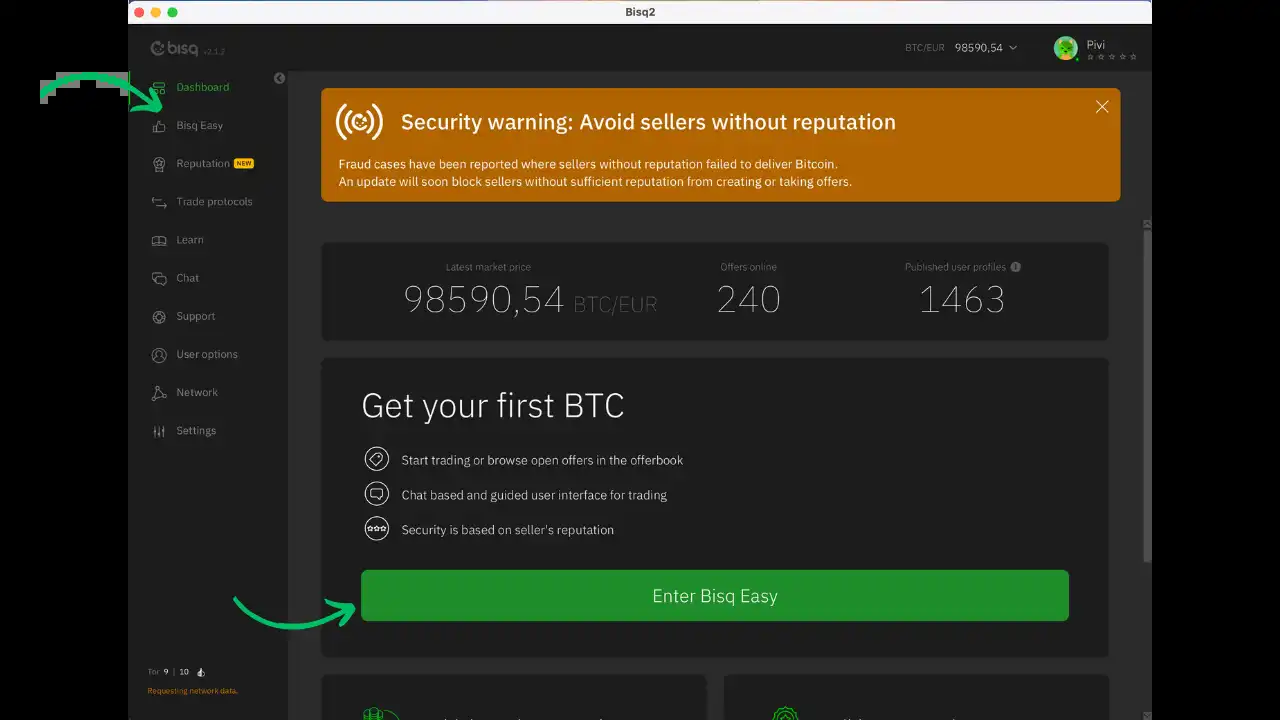 Bisq2
bisq v2.1.2
BTC/EUR 98590,54
Pivi
Dashboard
Bisq Easy
Reputation NEW
Trade protocols
Learn
Chat
Support
User options
Network
Settings
Security warning: Avoid sellers without reputation
Fraud cases have been reported where sellers without reputation failed to deliver Bitcoin.
An update will soon block sellers without sufficient reputation from creating or taking offers.
Latest market price
98590,54 BTC/EUR
Offers online
240
Published user profiles
1463
Get your first BTC
Start trading or browse open offers in the offerbook
Chat based and guided user interface for trading
Security is based on seller's reputation
Enter Bisq Easy
Tor 9 | 10
Requesting network data.